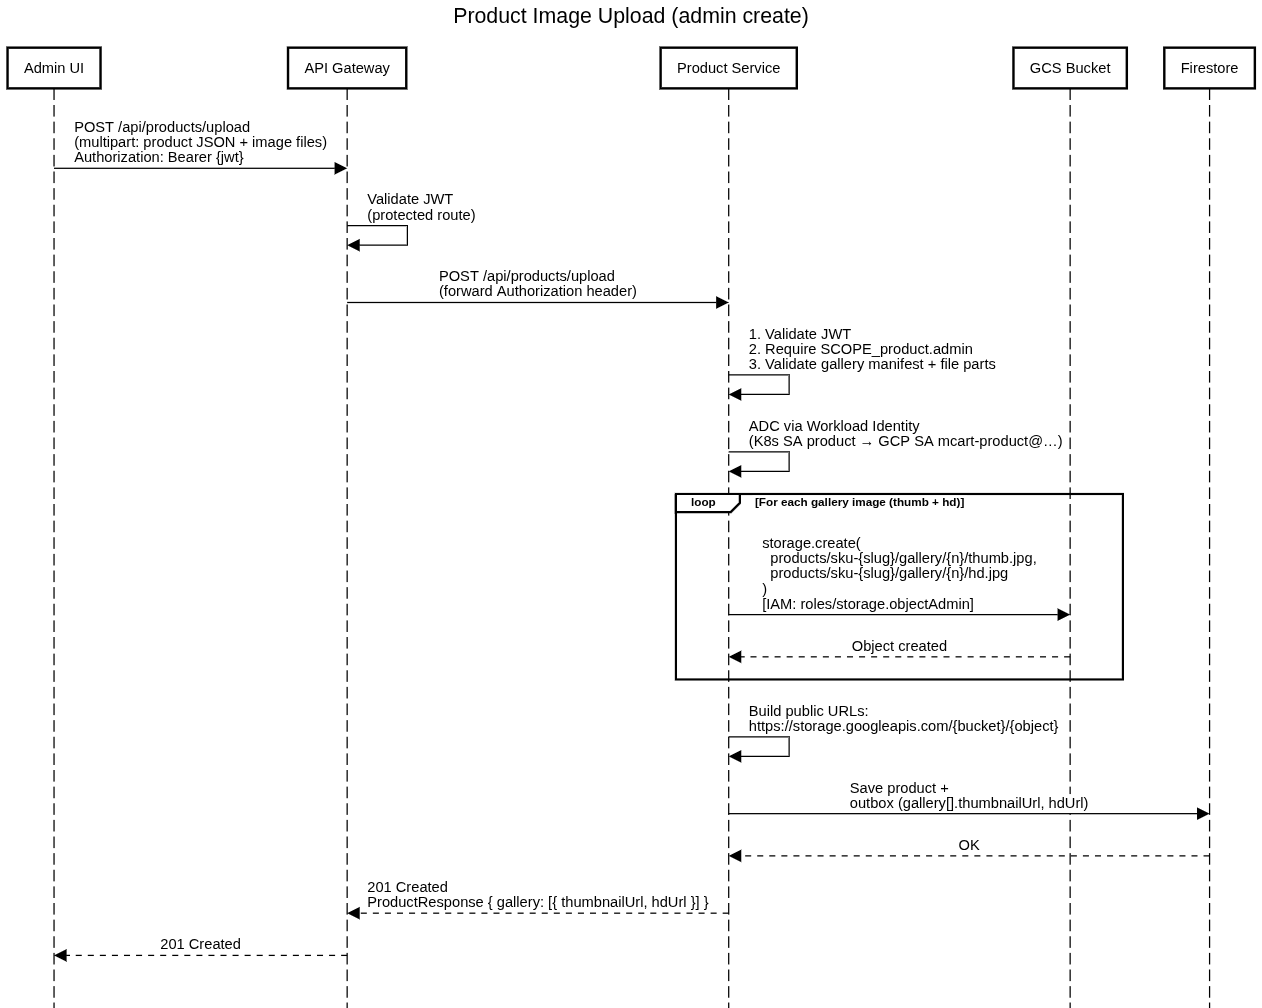 Product Image Upload (admin create)
Admin UI
API Gateway
Product Service
GCS Bucket
Firestore
POST /api/products/upload
(multipart: product JSON + image files)
Authorization: Bearer {jwt}
Validate JWT
(protected route)
POST /api/products/upload
(forward Authorization header)
1. Validate JWT
2. Require SCOPE_product.admin
3. Validate gallery manifest + file parts
ADC via Workload Identity
(K8s SA product → GCP SA mcart-product@…)
loop
[For each gallery image (thumb + hd)]
storage.create(
products/sku-{slug}/gallery/{n}/thumb.jpg,
products/sku-{slug}/gallery/{n}/hd.jpg
)
[IAM: roles/storage.objectAdmin]
Object created
Build public URLs:
https://storage.googleapis.com/{bucket}/{object}
Save product +
outbox (gallery[].thumbnailUrl, hdUrl)
OK
201 Created
ProductResponse { gallery: [{ thumbnailUrl, hdUrl }] }
201 Created